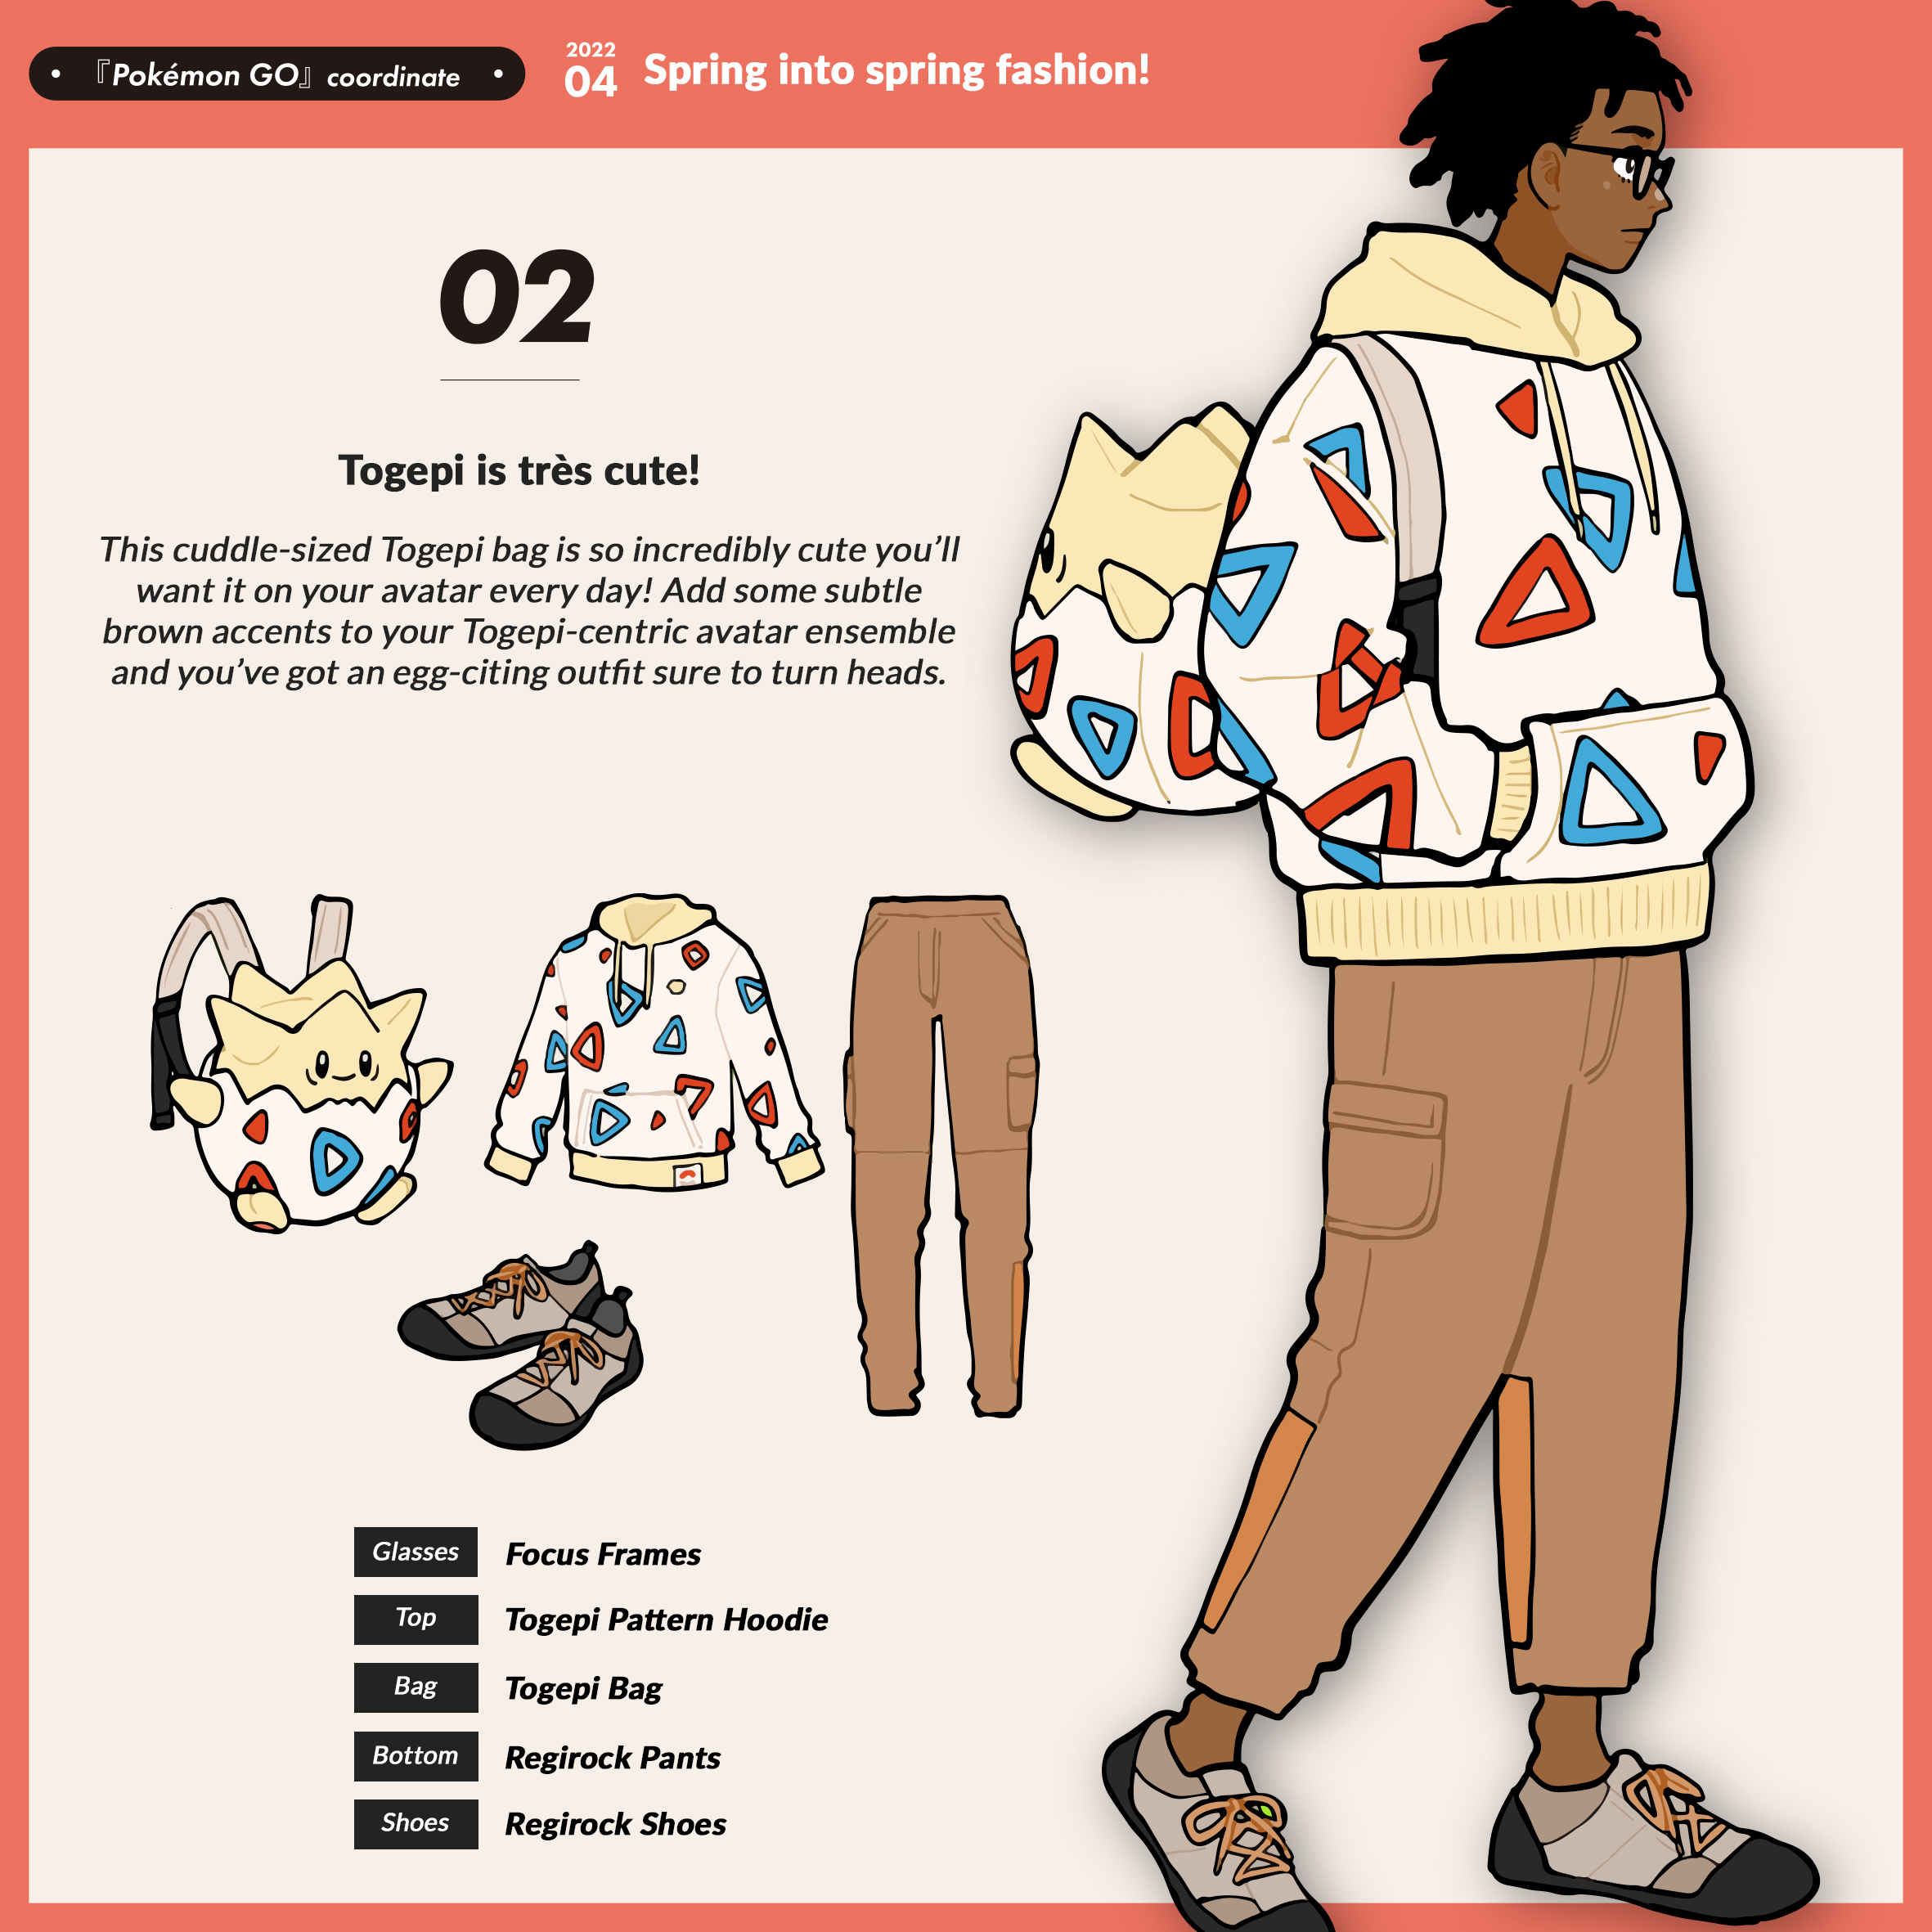 『Pokémon GO』 coordinate
2022
04
Spring into spring fashion!
02
Togepi is très cute!
This cuddle-sized Togepi bag is so incredibly cute you’ll
want it on your avatar every day! Add some subtle
brown accents to your Togepi-centric avatar ensemble
and you’ve got an egg-citing outfit sure to turn heads.
Glasses Focus Frames
Top Togepi Pattern Hoodie
Bag Togepi Bag
Bottom Regirock Pants
Shoes Regirock Shoes